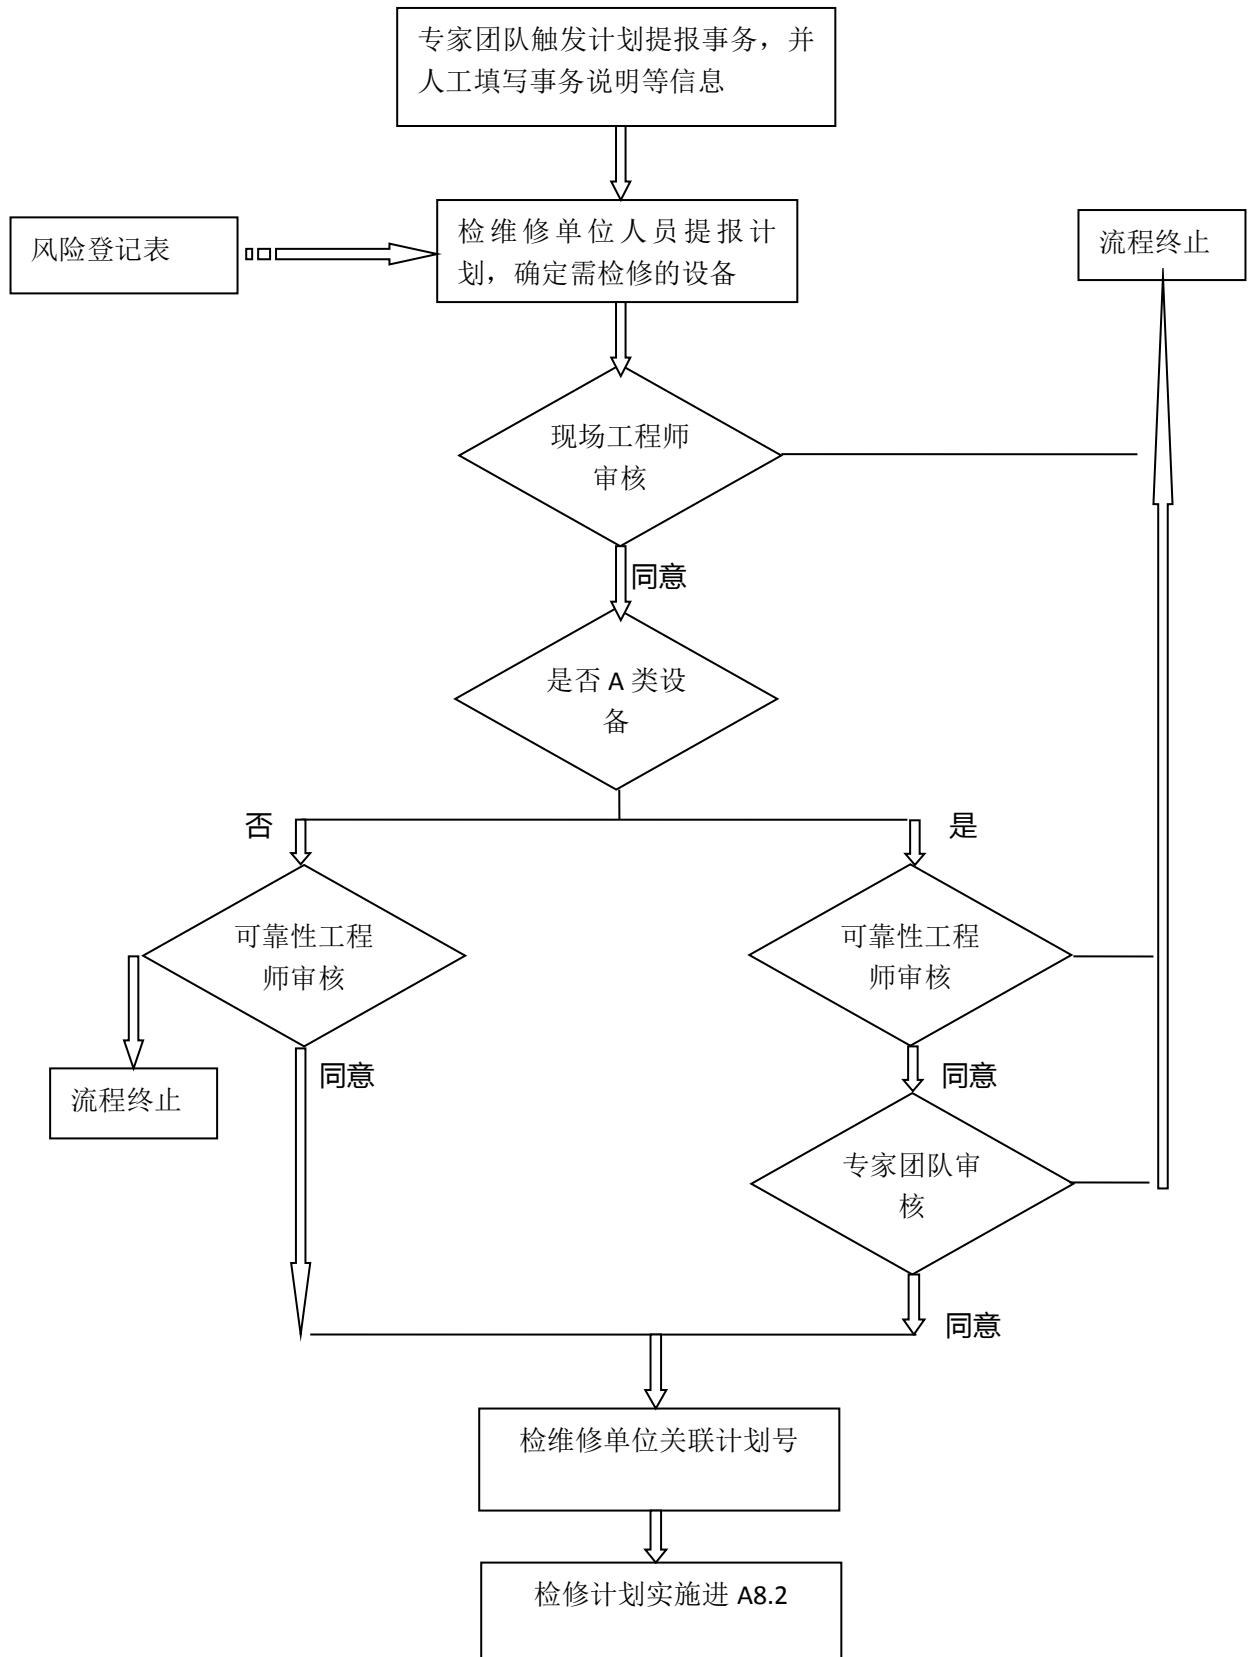 专家团队触发计划提报事务，并
人工填写事务说明等信息
风险登记表
检维修单位人员提报计
划，确定需检修的设备
流程终止
现场工程师
审核
同意
是否 A 类设
备
否
是
可靠性工程
师审核
可靠性工程
师审核
流程终止
同意
同意
专家团队审
核
同意
检维修单位关联计划号
检修计划实施进 A8.2